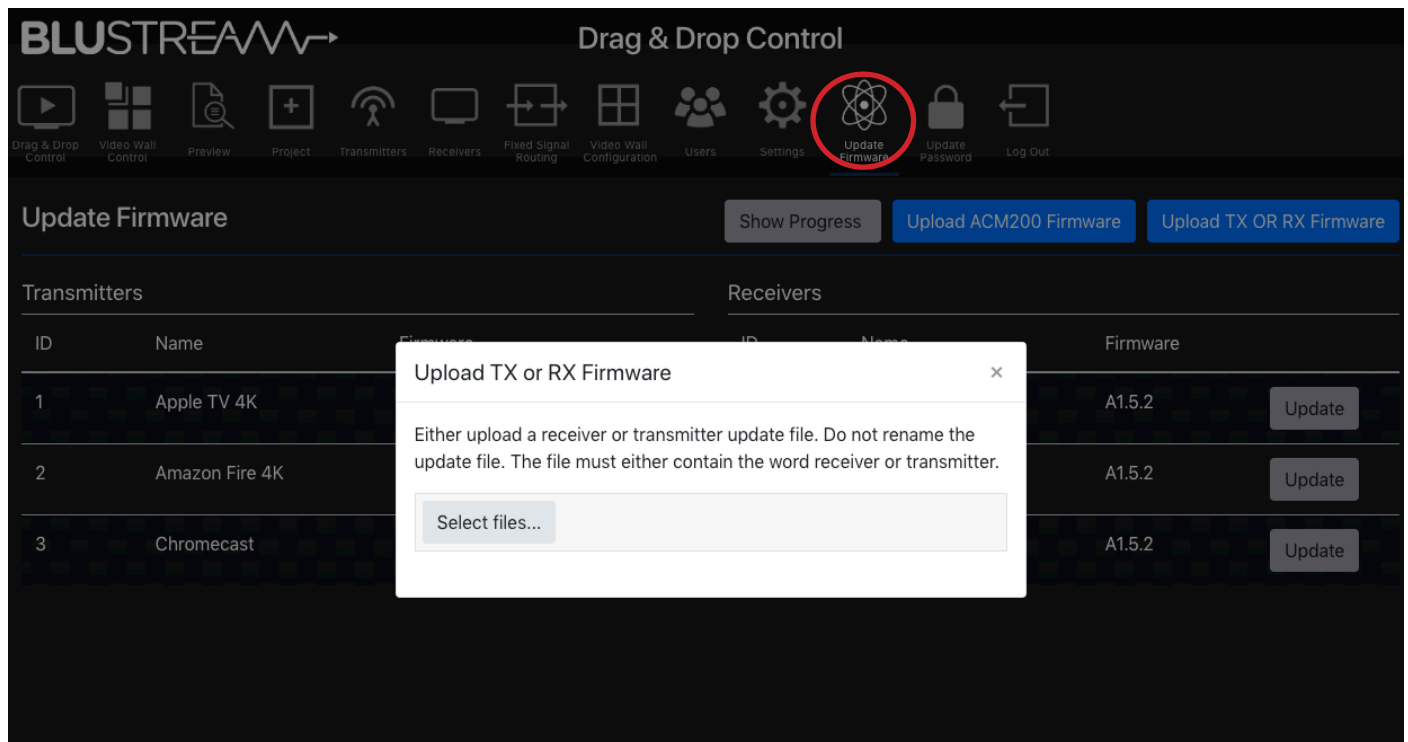 BLUSTREAM
Drag & Drop Control
Drag & Drop
Control
Video Wall
Control
Preview
Project
Transmitters
Receivers
Fixed Signal
Routing
Video Wall
Configuration
Users
Settings
Update
Firmware
Update
Password
Log Out
Update Firmware
Show Progress
Upload ACM200 Firmware
Upload TX OR RX Firmware
Transmitters
Receivers
ID Name Firmware ID Name Firmware
Upload TX or RX Firmware ×
1 Apple TV 4K A1.5.2 Update
Either upload a receiver or transmitter update file. Do not rename the
update file. The file must either contain the word receiver or transmitter.
2 Amazon Fire 4K A1.5.2 Update
Select files...
3 Chromecast A1.5.2 Update